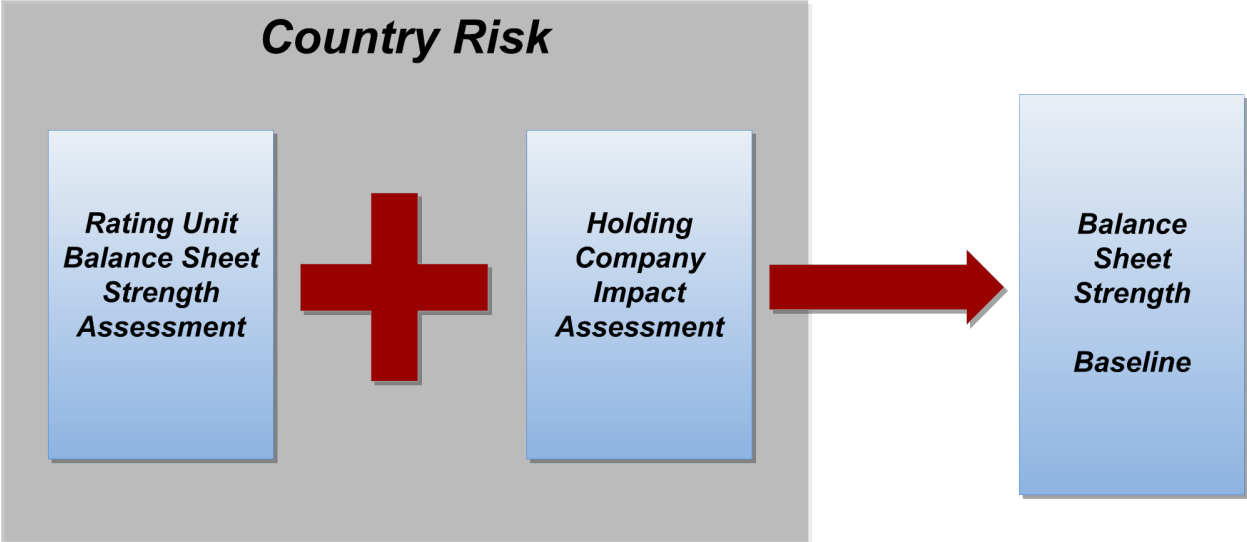 Country Risk
Rating Unit
Balance Sheet
Strength
Assessment
Holding
Company
Impact
Assessment
Balance
Sheet
Strength
Baseline